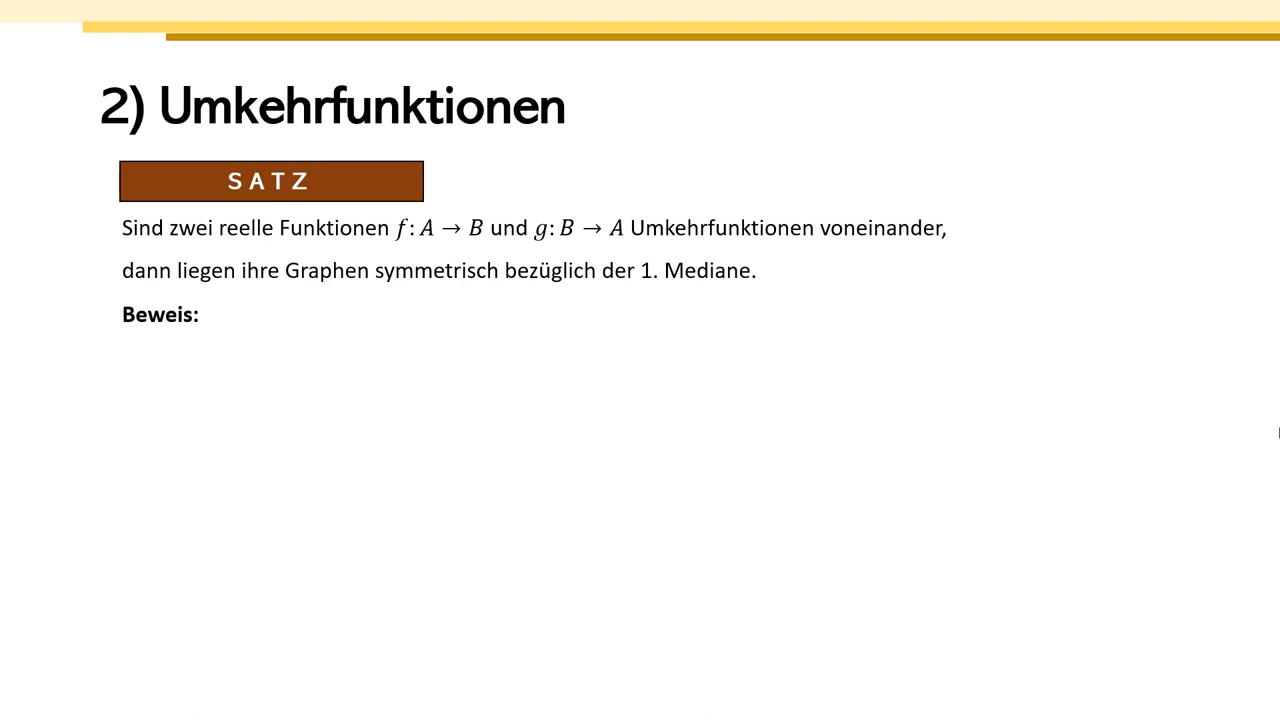 2) Umkehrfunktionen
SATZ
Sind zwei reelle Funktionen 𝑓: 𝐴 → 𝐵 und 𝑔: 𝐵 → 𝐴 Umkehrfunktionen voneinander,
dann liegen ihre Graphen symmetrisch bezüglich der 1. Mediane.
Beweis: